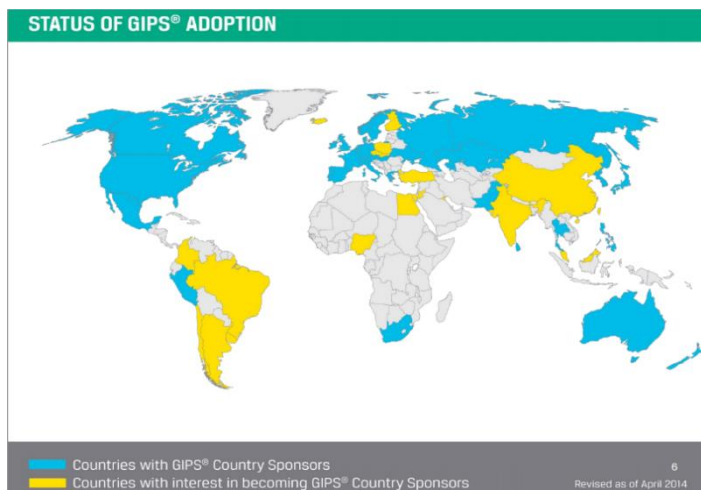 STATUS OF GIPS® ADOPTION
Countries with GIPS® Country Sponsors
Countries with interest in becoming GIPS® Country Sponsors
6
Revised as of April 2014